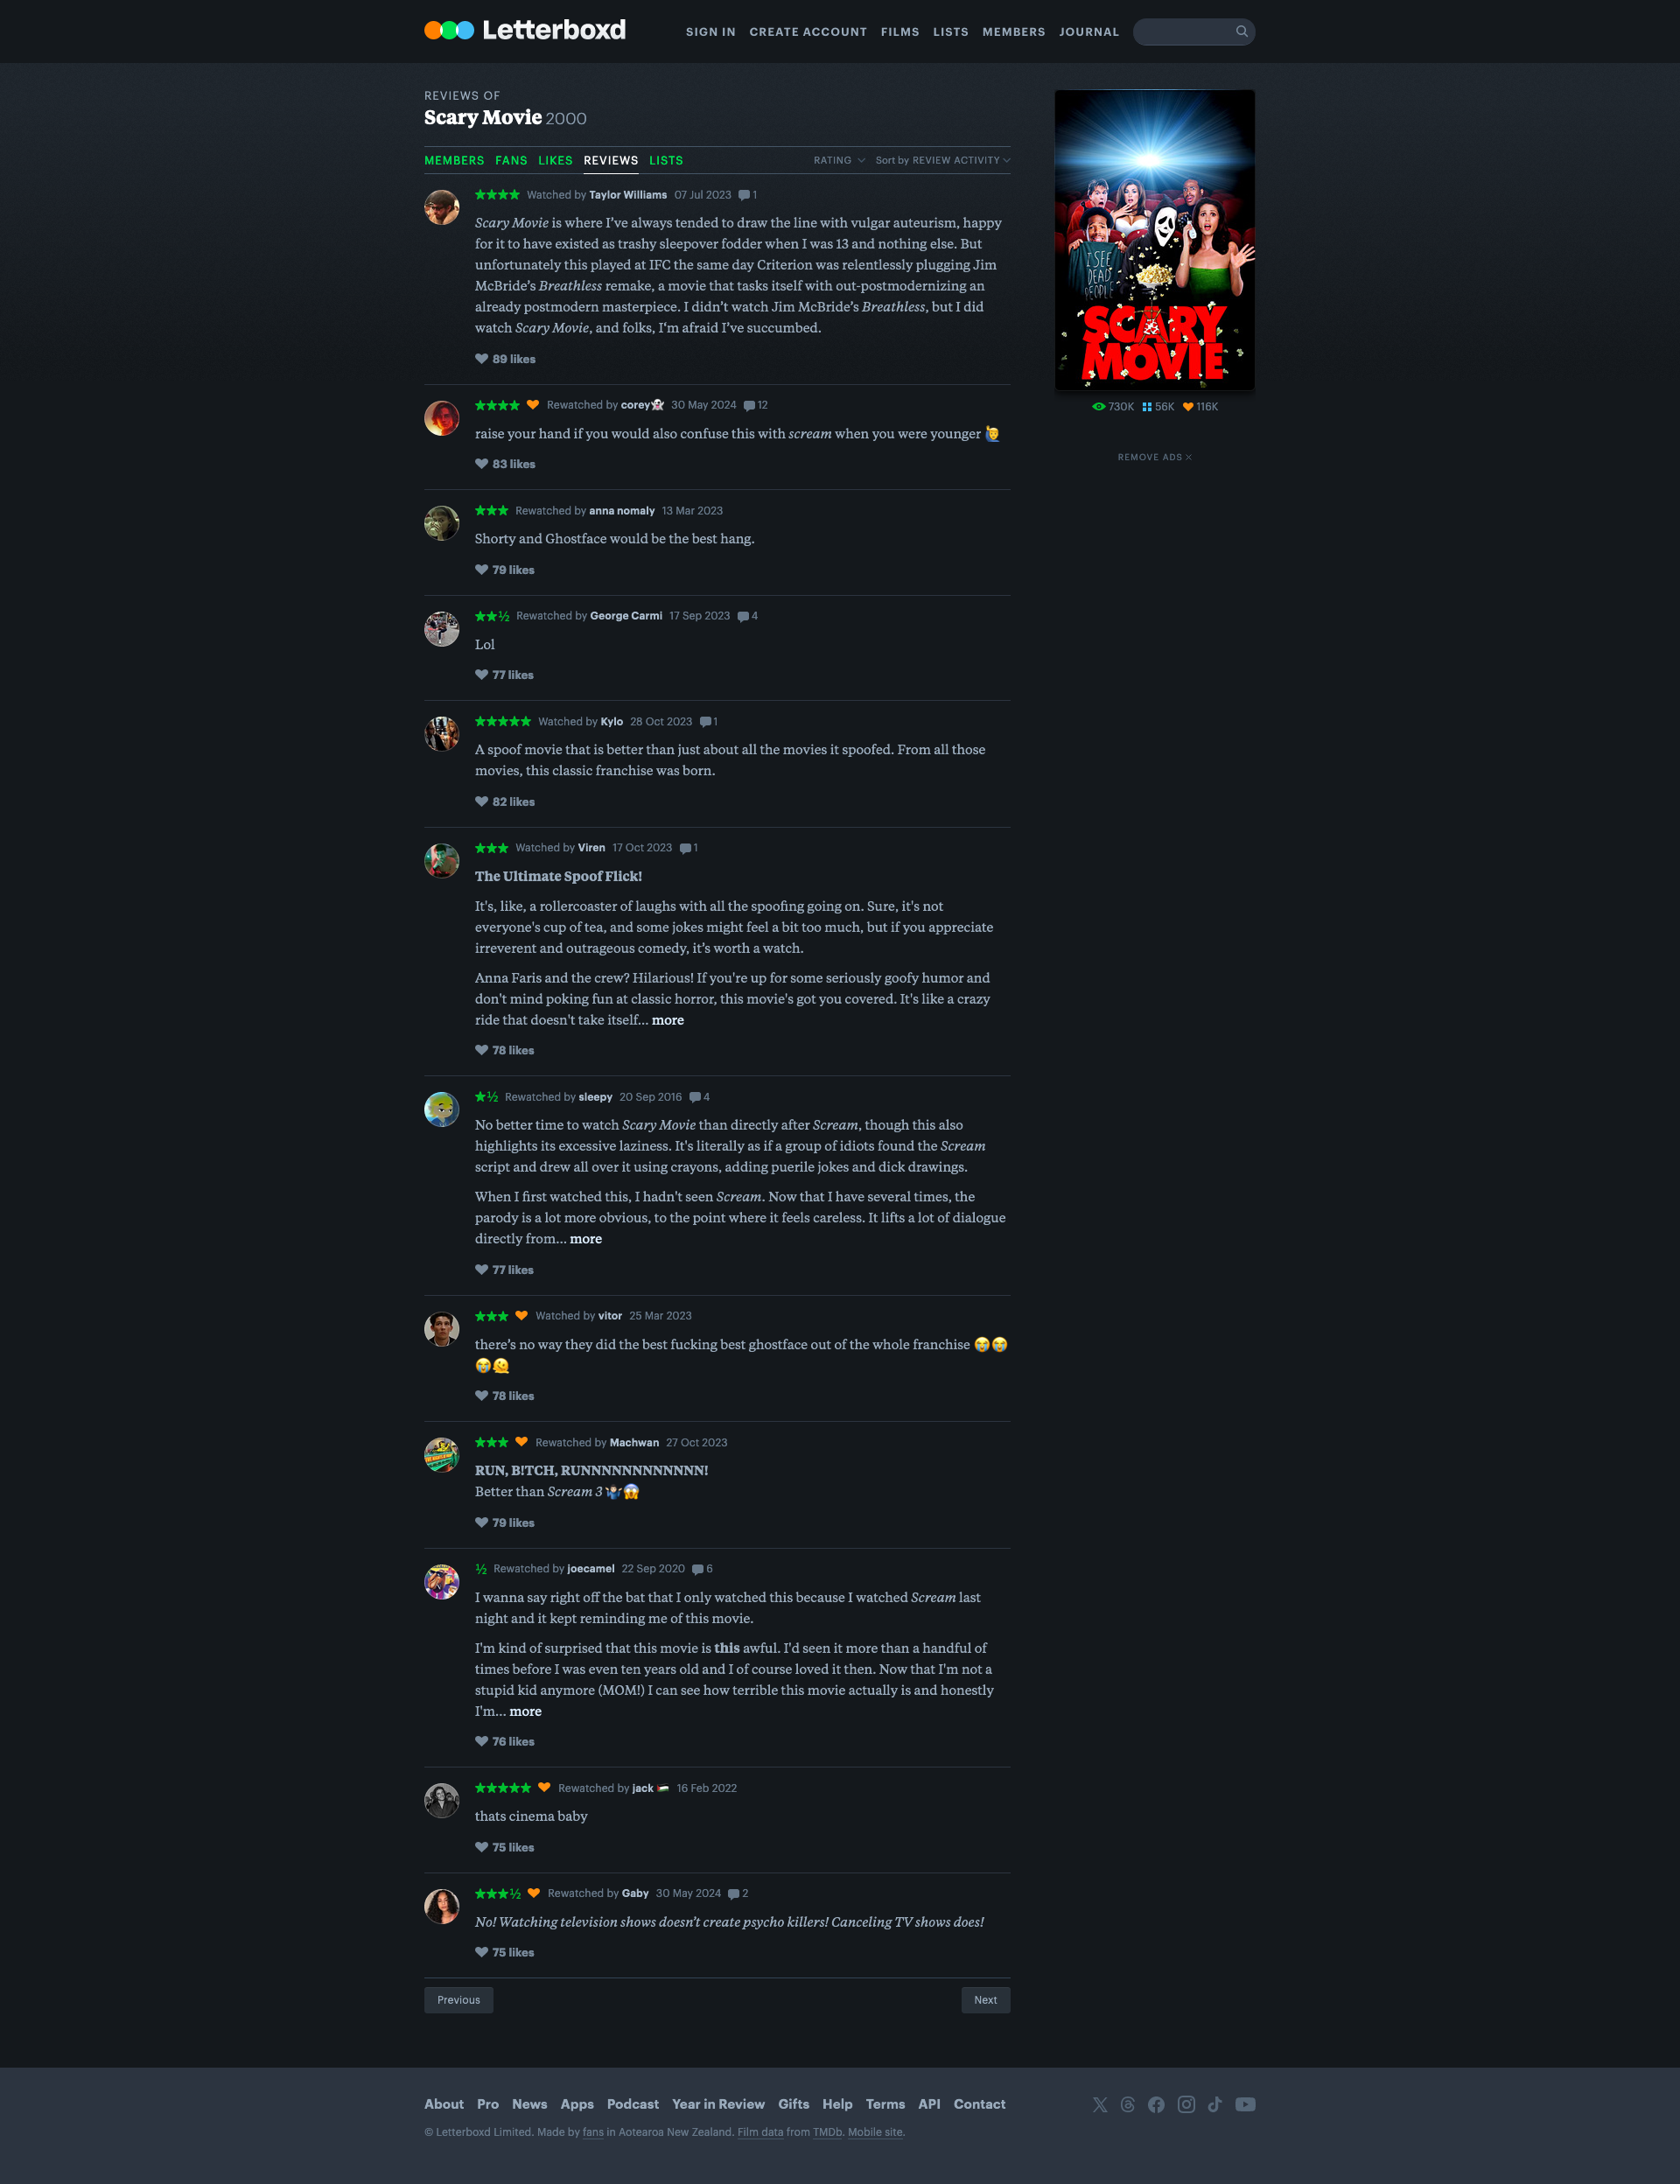 Letterboxd
SIGN IN CREATE ACCOUNT FILMS LISTS MEMBERS JOURNAL
REVIEWS OF
Scary Movie 2000
MEMBERS FANS LIKES REVIEWS LISTS
RATING Sort by REVIEW ACTIVITY
★★★★ Watched by Taylor Williams 07 Jul 2023 1
Scary Movie is where I’ve always tended to draw the line with vulgar auteurism, happy
for it to have existed as trashy sleepover fodder when I was 13 and nothing else. But
unfortunately this played at IFC the same day Criterion was relentlessly plugging Jim
McBride’s Breathless remake, a movie that tasks itself with out-postmodernizing an
already postmodern masterpiece. I didn’t watch Jim McBride’s Breathless, but I did
watch Scary Movie, and folks, I‘m afraid I’ve succumbed.
89 likes
★★★★ Rewatched by corey👻 30 May 2024 12
raise your hand if you would also confuse this with scream when you were younger 🙋‍♂️
83 likes
★★★ Rewatched by anna nomaly 13 Mar 2023
Shorty and Ghostface would be the best hang.
79 likes
★★½ Rewatched by George Carmi 17 Sep 2023 4
Lol
77 likes
★★★★★ Watched by Kylo 28 Oct 2023 1
A spoof movie that is better than just about all the movies it spoofed. From all those
movies, this classic franchise was born.
82 likes
★★★ Watched by Viren 17 Oct 2023 1
The Ultimate Spoof Flick!
It's, like, a rollercoaster of laughs with all the spoofing going on. Sure, it's not
everyone's cup of tea, and some jokes might feel a bit too much, but if you appreciate
irreverent and outrageous comedy, it’s worth a watch.
Anna Faris and the crew? Hilarious! If you're up for some seriously goofy humor and
don't mind poking fun at classic horror, this movie's got you covered. It's like a crazy
ride that doesn't take itself… more
78 likes
★½ Rewatched by sleepy 20 Sep 2016 4
No better time to watch Scary Movie than directly after Scream, though this also
highlights its excessive laziness. It's literally as if a group of idiots found the Scream
script and drew all over it using crayons, adding puerile jokes and dick drawings.
When I first watched this, I hadn't seen Scream. Now that I have several times, the
parody is a lot more obvious, to the point where it feels careless. It lifts a lot of dialogue
directly from… more
77 likes
★★★ Watched by vitor 25 Mar 2023
there’s no way they did the best fucking best ghostface out of the whole franchise 😭😭
😭🫠
78 likes
★★★ Rewatched by Machwan 27 Oct 2023
RUN, B!TCH, RUNNNNNNNNNNNN!
Better than Scream 3 🤷🏻‍♂️😱
79 likes
½ Rewatched by joecamel 22 Sep 2020 6
I wanna say right off the bat that I only watched this because I watched Scream last
night and it kept reminding me of this movie.
I'm kind of surprised that this movie is this awful. I'd seen it more than a handful of
times before I was even ten years old and I of course loved it then. Now that I'm not a
stupid kid anymore (MOM!) I can see how terrible this movie actually is and honestly
I'm… more
76 likes
★★★★★ Rewatched by jack 🇵🇸 16 Feb 2022
thats cinema baby
75 likes
★★★½ Rewatched by Gaby 30 May 2024 2
No! Watching television shows doesn’t create psycho killers! Canceling TV shows does!
75 likes
Previous
Next
I SEE
DEAD
PEOPLE
SCARY
MOVIE
730K 56K 116K
REMOVE ADS
About Pro News Apps Podcast Year in Review Gifts Help Terms API Contact
© Letterboxd Limited. Made by fans in Aotearoa New Zealand. Film data from TMDb. Mobile site.